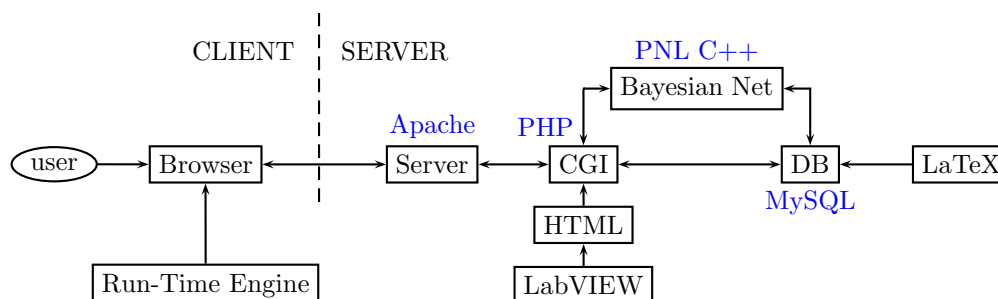 CLIENT
SERVER
PNL C++
Bayesian Net
Apache
PHP
user
Browser
Server
CGI
DB
LaTeX
MySQL
HTML
Run-Time Engine
LabVIEW